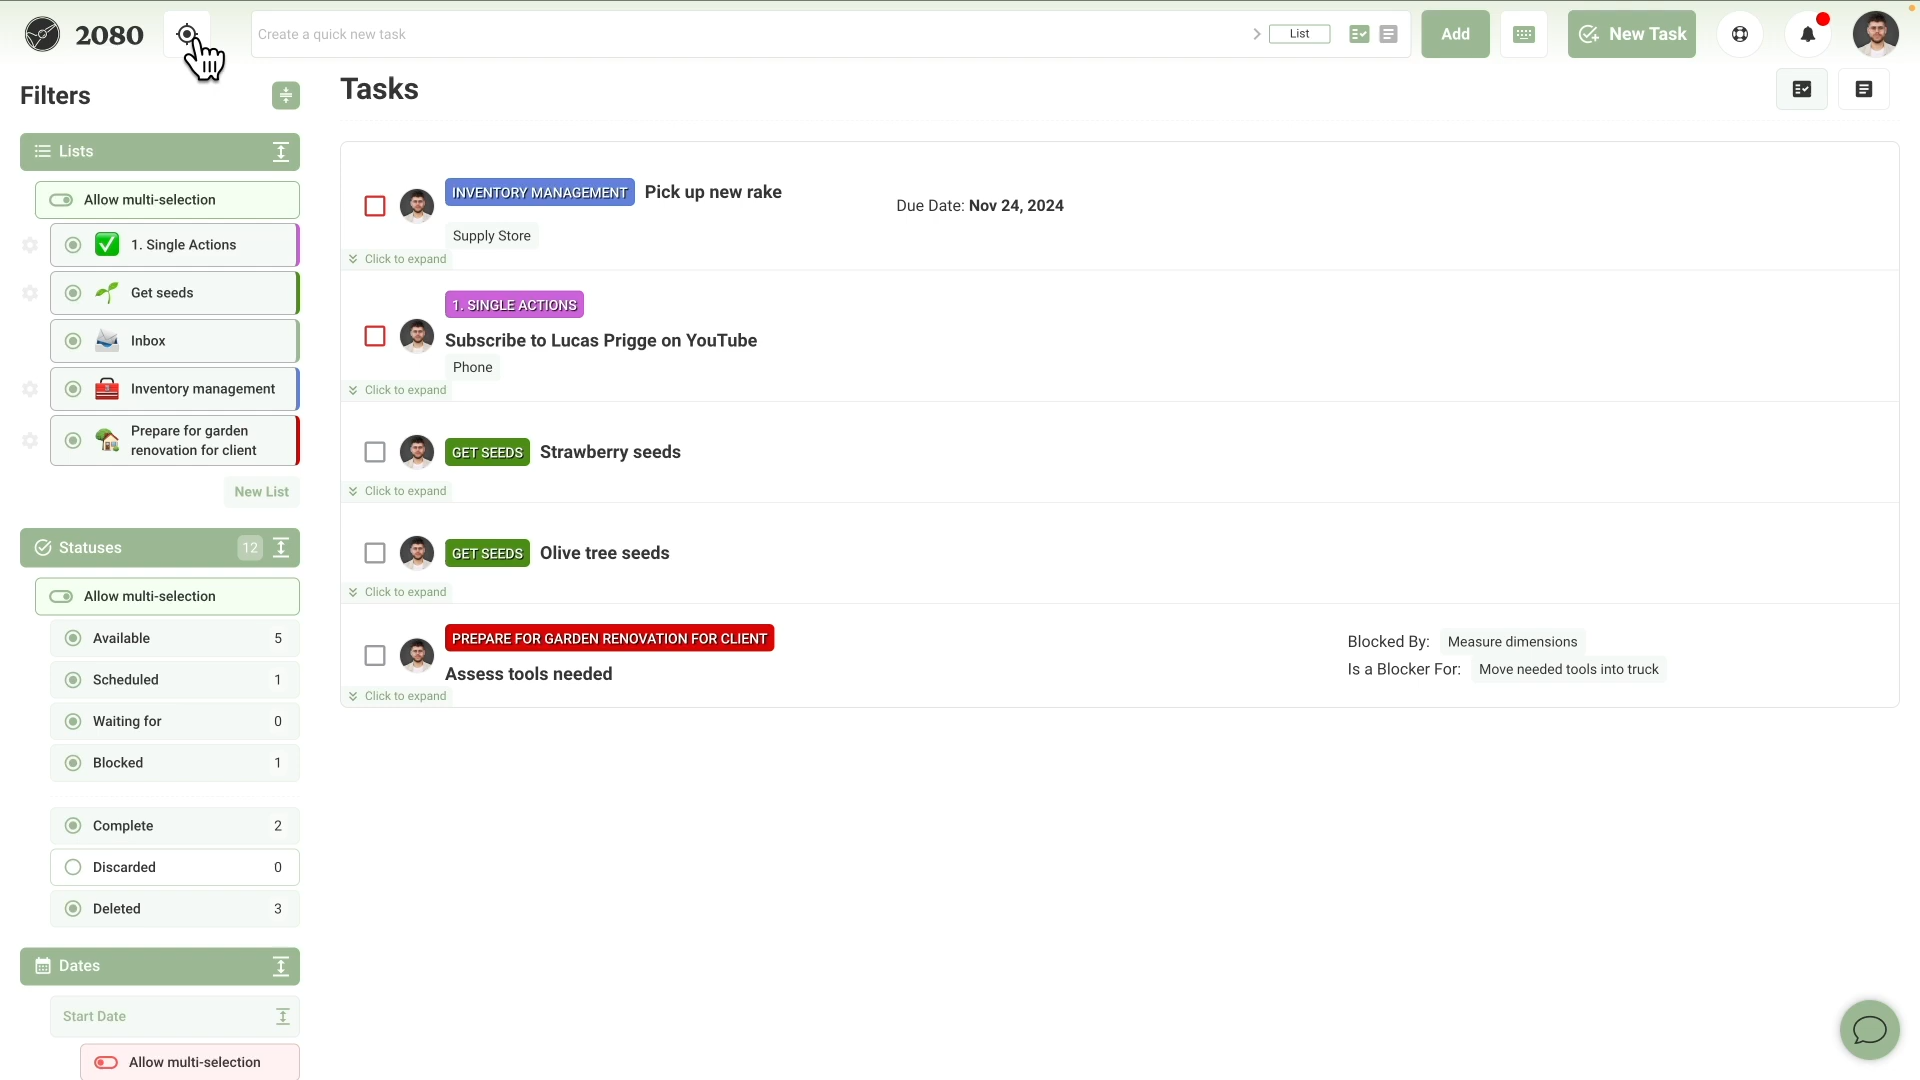 2080
Create a quick new task
List
Add
New Task
Filters
Lists
Allow multi-selection
1. Single Actions
Get seeds
Inbox
Inventory management
Prepare for garden
renovation for client
New List
Statuses
12
Allow multi-selection
Available
5
Scheduled
1
Waiting for
0
Blocked
1
Complete
2
Discarded
0
Deleted
3
Dates
Start Date
Allow multi-selection
Tasks
INVENTORY MANAGEMENT
Pick up new rake
Supply Store
Due Date: Nov 24, 2024
Click to expand
1. SINGLE ACTIONS
Subscribe to Lucas Prigge on YouTube
Phone
Click to expand
GET SEEDS
Strawberry seeds
Click to expand
GET SEEDS
Olive tree seeds
Click to expand
PREPARE FOR GARDEN RENOVATION FOR CLIENT
Assess tools needed
Blocked By: Measure dimensions
Is a Blocker For: Move needed tools into truck
Click to expand